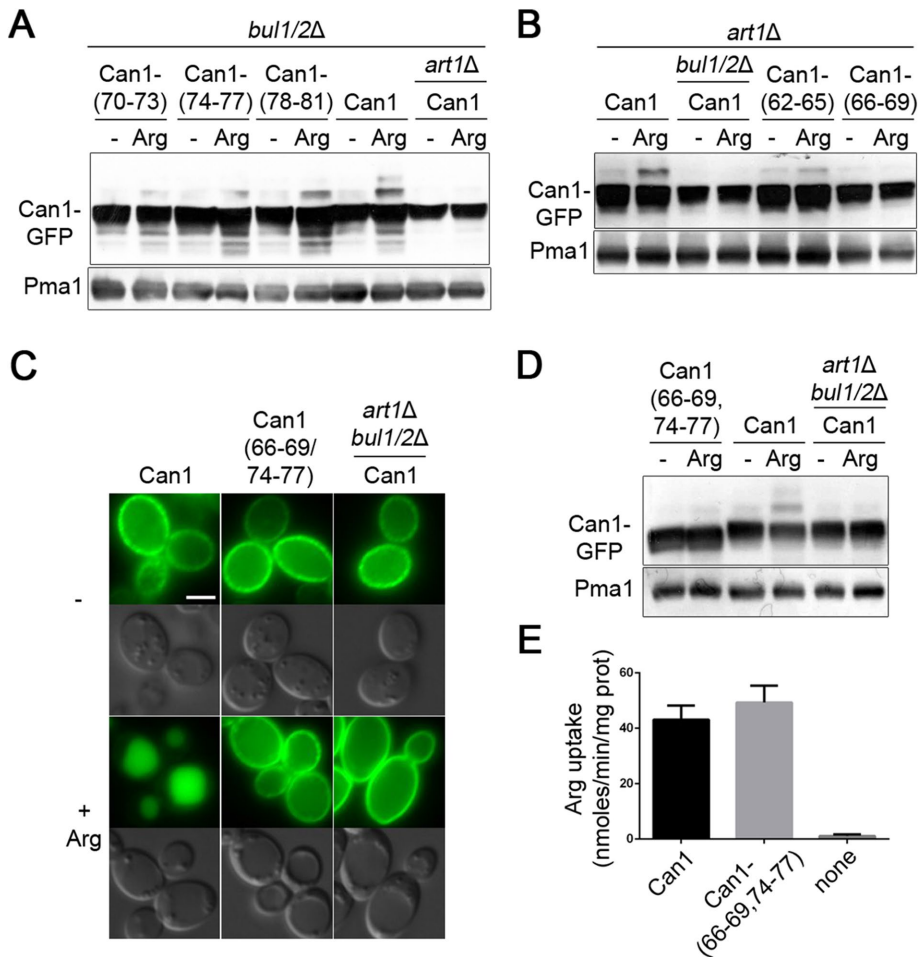 A
bul1/2Δ
Can1- Can1- Can1- art1Δ
(70-73) (74-77) (78-81) Can1 Can1
- Arg - Arg - Arg - Arg - Arg
Can1-
GFP
Pma1
B
art1Δ
bul1/2Δ Can1- Can1-
Can1 Can1 (62-65) (66-69)
- Arg - Arg - Arg - Arg
Can1-
GFP
Pma1
C
Can1
Can1
(66-69/
74-77)
art1Δ
bul1/2Δ
Can1
-
+
Arg
D
Can1
(66-69,
74-77)
Can1
art1Δ
bul1/2Δ
Can1
- Arg - Arg - Arg
Can1-
GFP
Pma1
E
Arg uptake
(nmoles/min/mg prot)
60
40
20
0
Can1
Can1-
(66-69,74-77)
none